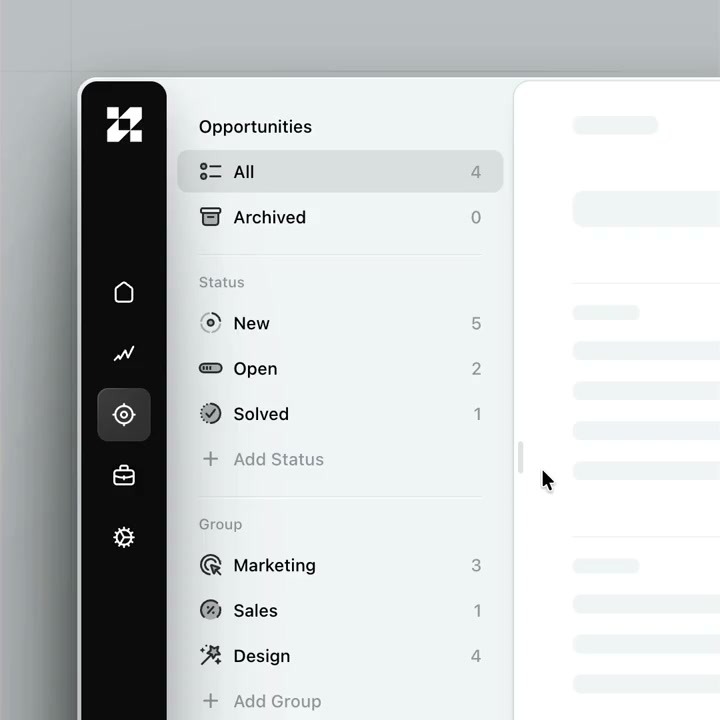 Opportunities
All 4
Archived 0
Status
New 5
Open 2
Solved 1
Add Status
Group
Marketing 3
Sales 1
Design 4
Add Group